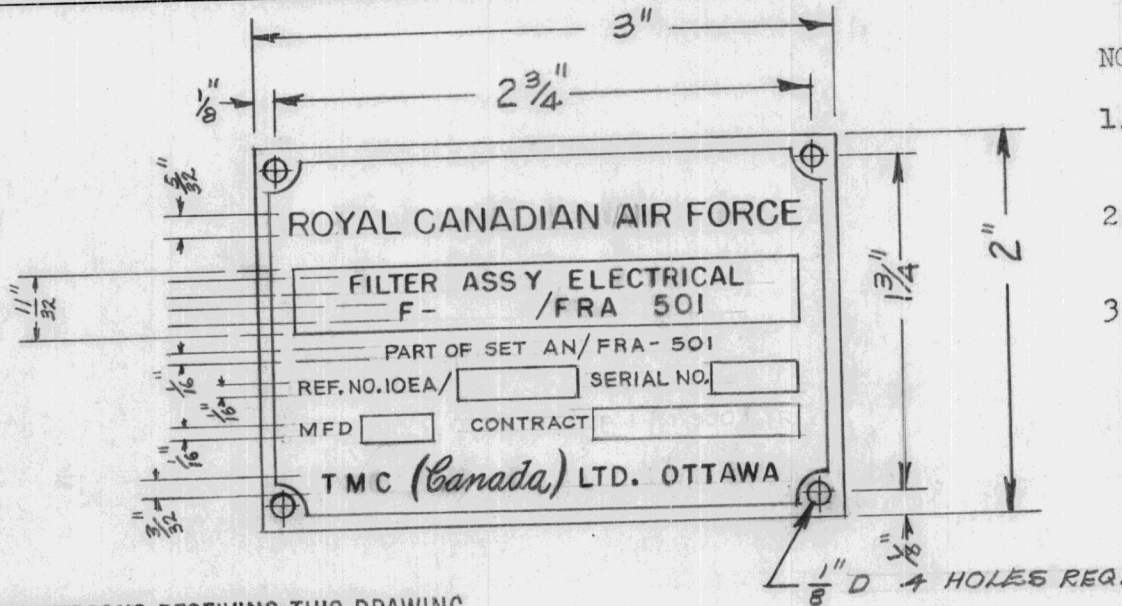 3"
2 3/4"
1/8"
NO
1.
2
3
5/32"
ROYAL CANADIAN AIR FORCE
11/32"
FILTER ASSY ELECTRICAL
F- /FRA 501
1 3/4"
2"
PART OF SET AN/FRA-501
1/16"
REF. NO. 10EA/ SERIAL NO.
1/16"
MFD CONTRACT
1/16"
TMC (Canada) LTD. OTTAWA
3/32"
1/8"
1/8" D 4 HOLES REQ.
RECEIVING THIS DRAWING